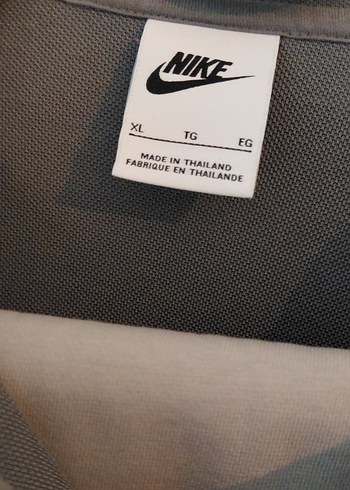 NIKE
XL TG EG
MADE IN THAILAND
FABRIQUE EN THAILANDE